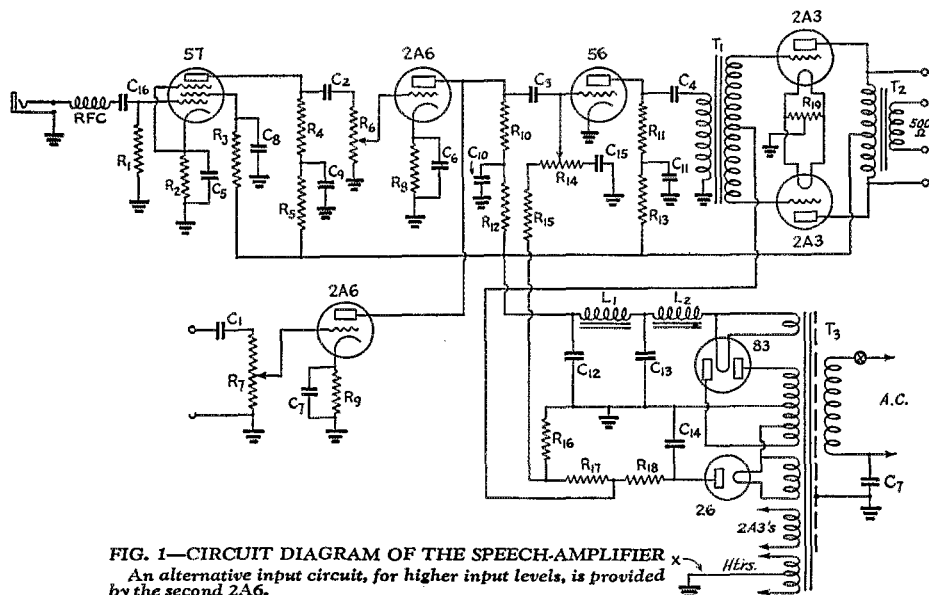 57
2A6
56
2A3
T1
T2
C16
RFC
R1
R2
R3
C5
C8
R4
R5
C9
C2
R6
R8
C6
C10
R10
R12
C3
R14
R15
C15
R11
R13
C11
C4
R19
500 Ω
2A3
2A6
C1
R7
C7
R9
L1
L2
C12
C13
83
T3
A.C.
C14
R16
R17
R18
26
C7
2A3's
X
Htrs.
FIG. 1—CIRCUIT DIAGRAM OF THE SPEECH-AMPLIFIER
An alternative input circuit, for higher input levels, is provided
by the second 2A6.